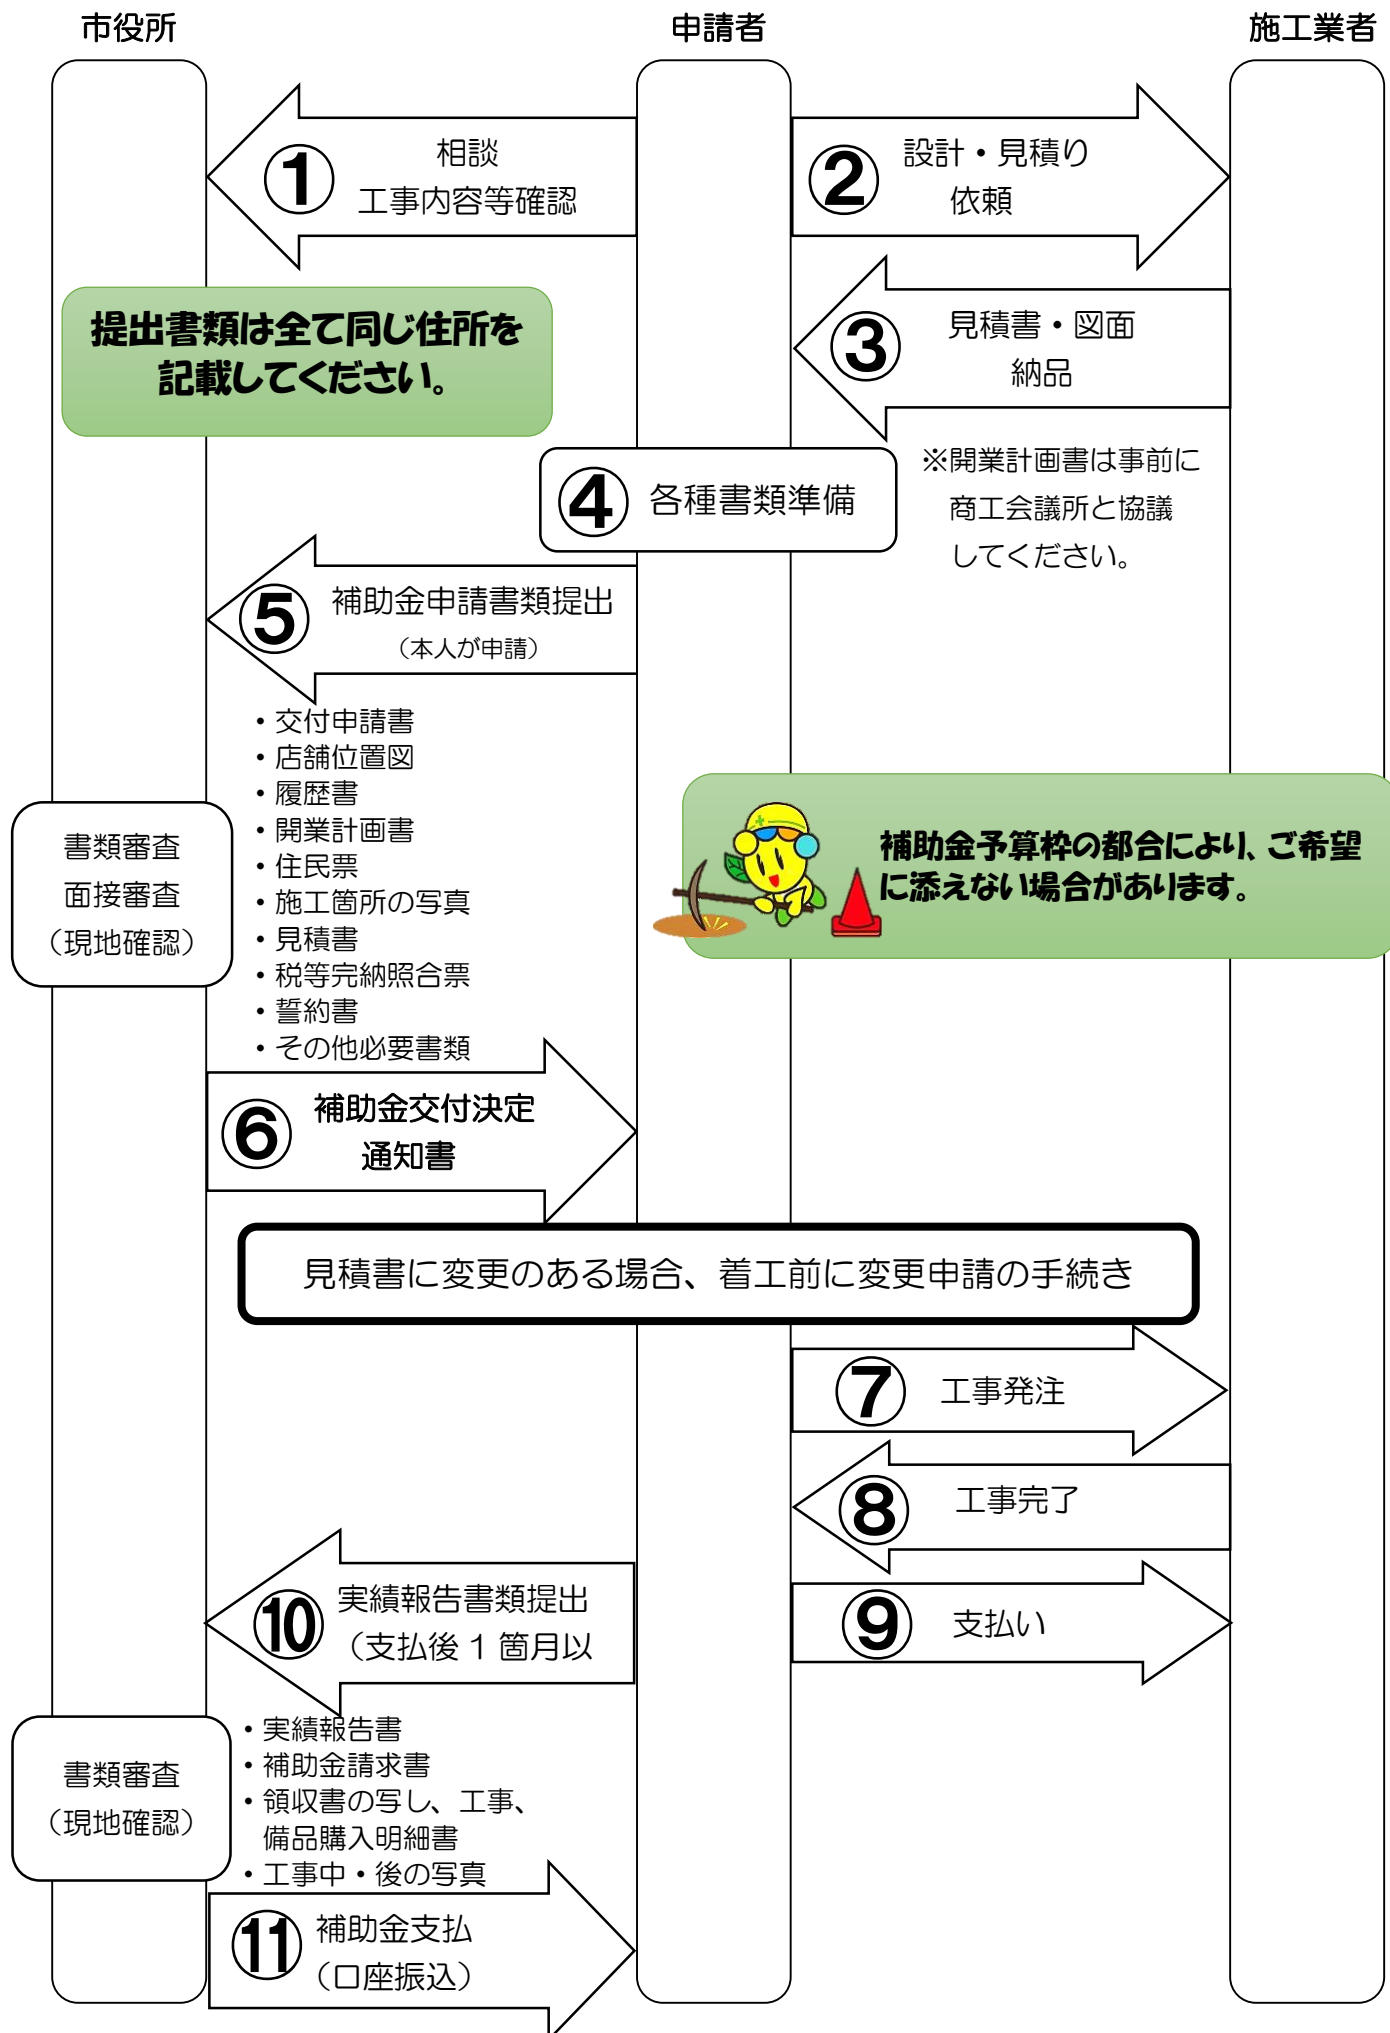 市役所
申請者
施工業者
①
相談
工事内容等確認
②
設計・見積り
依頼
提出書類は全て同じ住所を
記載してください。
③
見積書・図面
納品
④
各種書類準備
※開業計画書は事前に
商工会議所と協議
してください。
⑤
補助金申請書類提出
（本人が申請）
・交付申請書
・店舗位置図
・履歴書
・開業計画書
・住民票
・施工箇所の写真
・見積書
・税等完納照合票
・誓約書
・その他必要書類
書類審査
面接審査
（現地確認）
補助金予算枠の都合により、ご希望
に添えない場合があります。
⑥
補助金交付決定
通知書
見積書に変更のある場合、着工前に変更申請の手続き
⑦
工事発注
⑧
工事完了
⑨
支払い
⑩
実績報告書類提出
（支払後１箇月以
・実績報告書
・補助金請求書
・領収書の写し、工事、
備品購入明細書
・工事中・後の写真
書類審査
（現地確認）
⑪
補助金支払
（口座振込）